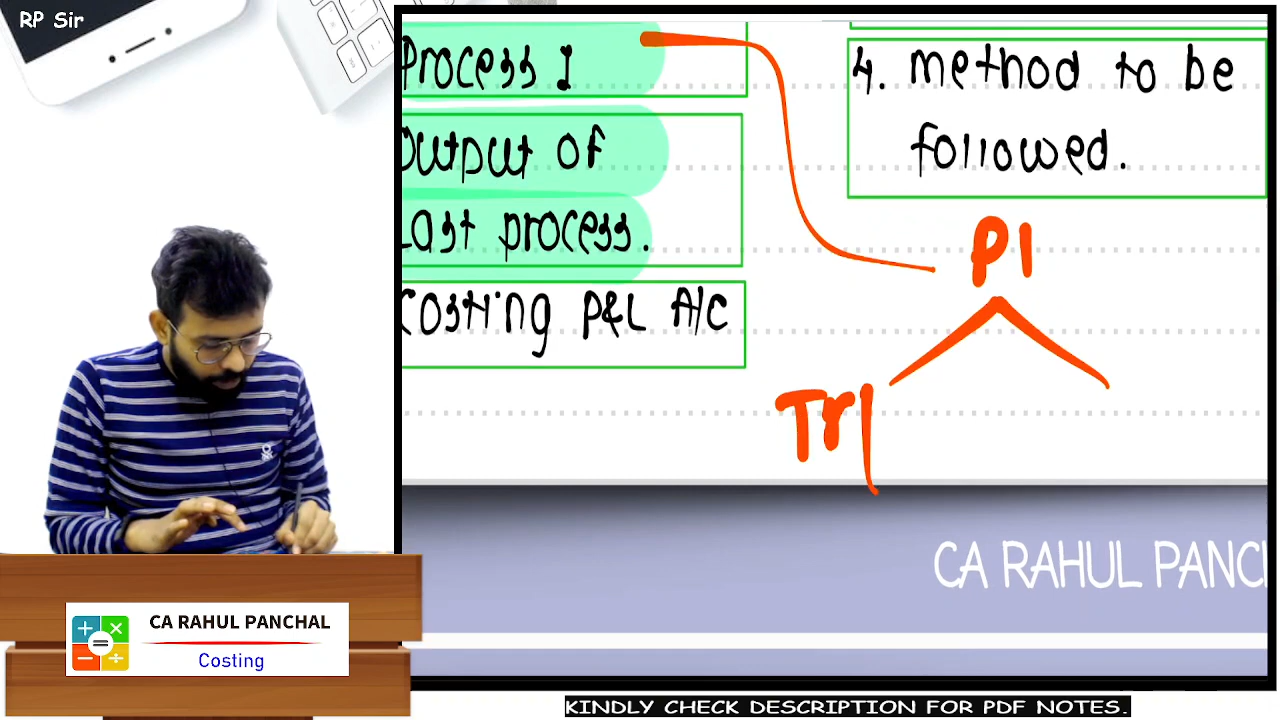 RP Sir
Process I
Output of
Last process.
Costing P&L A/c
4. method to be
followed.
P1
Tr
CA RAHUL PANC
CA RAHUL PANCHAL
Costing
KINDLY CHECK DESCRIPTION FOR PDF NOTES.